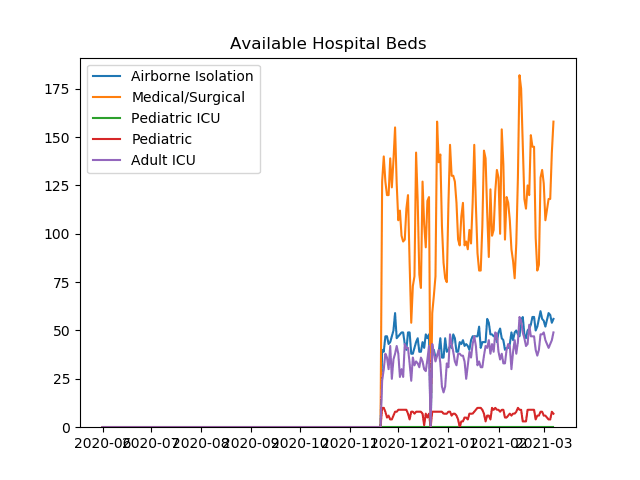 Available Hospital Beds
Airborne Isolation
Medical/Surgical
Pediatric ICU
Pediatric
Adult ICU
175
150
125
100
75
50
25
0
2020-06 2020-07 2020-08 2020-09 2020-10 2020-11 2020-12 2021-01 2021-02 2021-03